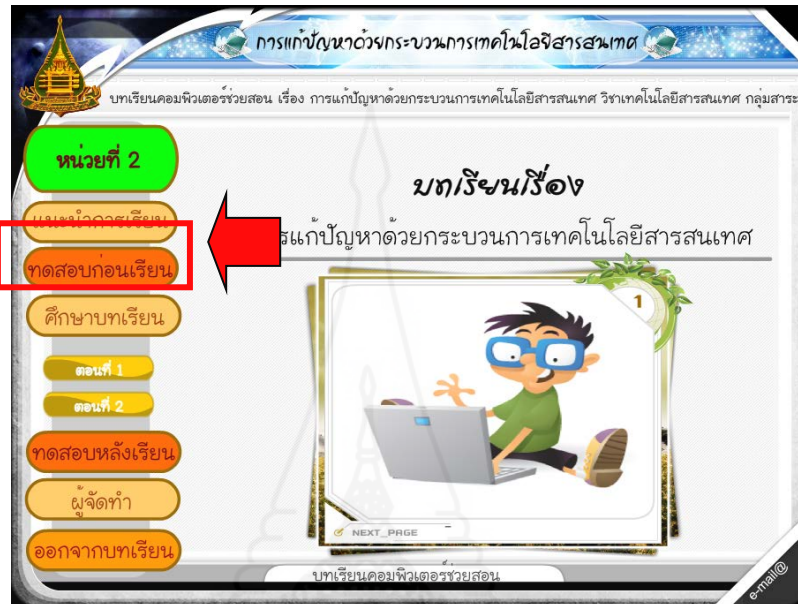 การแก้ปัญหาด้วยกระบวนการเทคโนโลยีสารสนเทศ
บทเรียนคอมพิวเตอร์ช่วยสอน เรื่อง การแก้ปัญหาด้วยกระบวนการเทคโนโลยีสารสนเทศ วิชาเทคโนโลยีสารสนเทศ กลุ่มสาระ
หน่วยที่ 2
แนะนำการเรียน
ทดสอบก่อนเรียน
ศึกษาบทเรียน
ตอนที่ 1
ตอนที่ 2
ทดสอบหลังเรียน
ผู้จัดทำ
ออกจากบทเรียน
บทเรียนเรื่อง
รแก้ปัญหาด้วยกระบวนการเทคโนโลยีสารสนเทศ
1
NEXT_PAGE
บทเรียนคอมพิวเตอร์ช่วยสอน
e-mail@